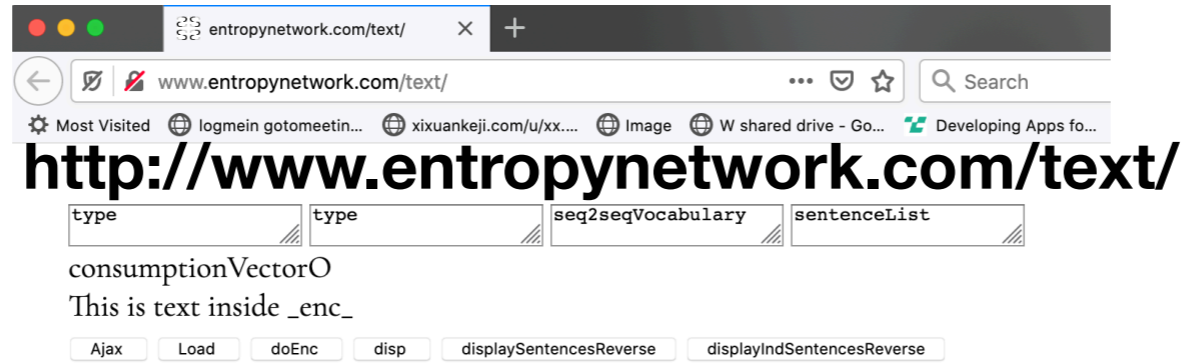 entropynetwork.com/text/
www.entropynetwork.com/text/ Search
Most Visited logmein gotomeetin... xixuankeji.com/u/xx.... Image W shared drive - Go... Developing Apps fo...
http://www.entropynetwork.com/text/
type type seq2seqVocabulary sentenceList
consumptionVectorO
This is text inside _enc_
Ajax Load doEnc disp displaySentencesReverse displayIndSentencesReverse